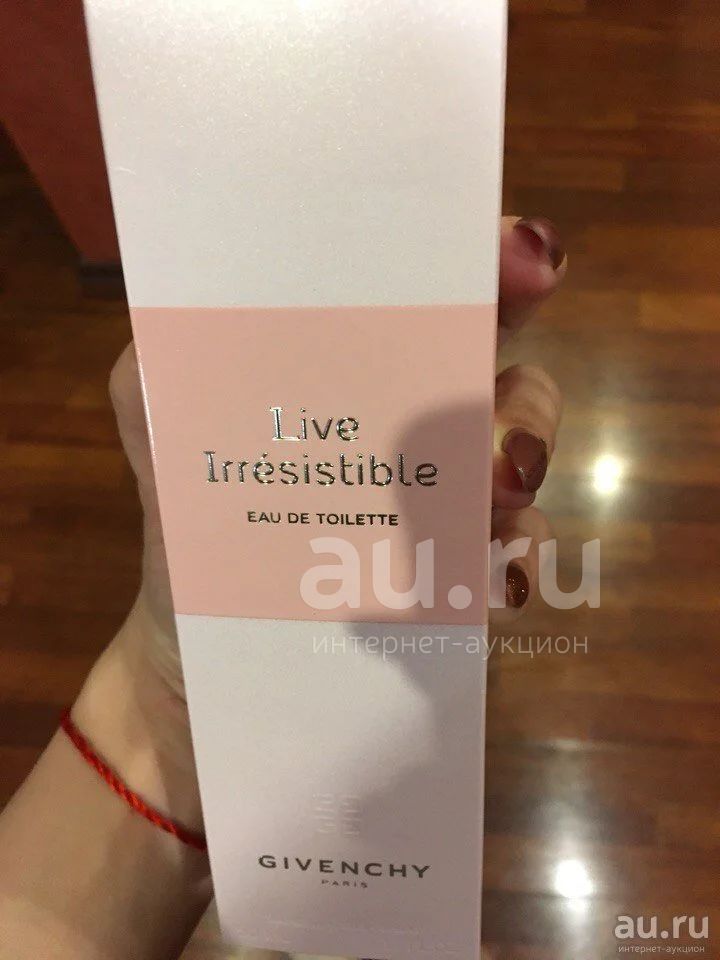 Live
Irrésistible
EAU DE TOILETTE
au.ru
интернет-аукцион
GIVENCHY
PARIS
au.ru
интернет-аукцион